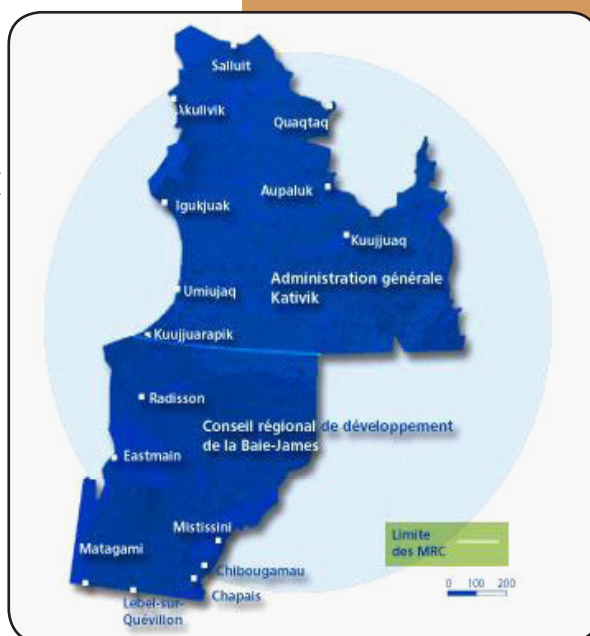 Salluit
Akulivik
Quaqtaq
Aupaluk
Igukjuak
Kuujjuaq
Administration générale
Kativik
Umiujaq
Kuujjuarapik
Radisson
Conseil régional de développement
de la Baie-James
Eastmain
Mistissini
Matagami
Limite
des MRC
Chibougamau
Chapais
Lebel-sur-
Quévillon
0 100 200